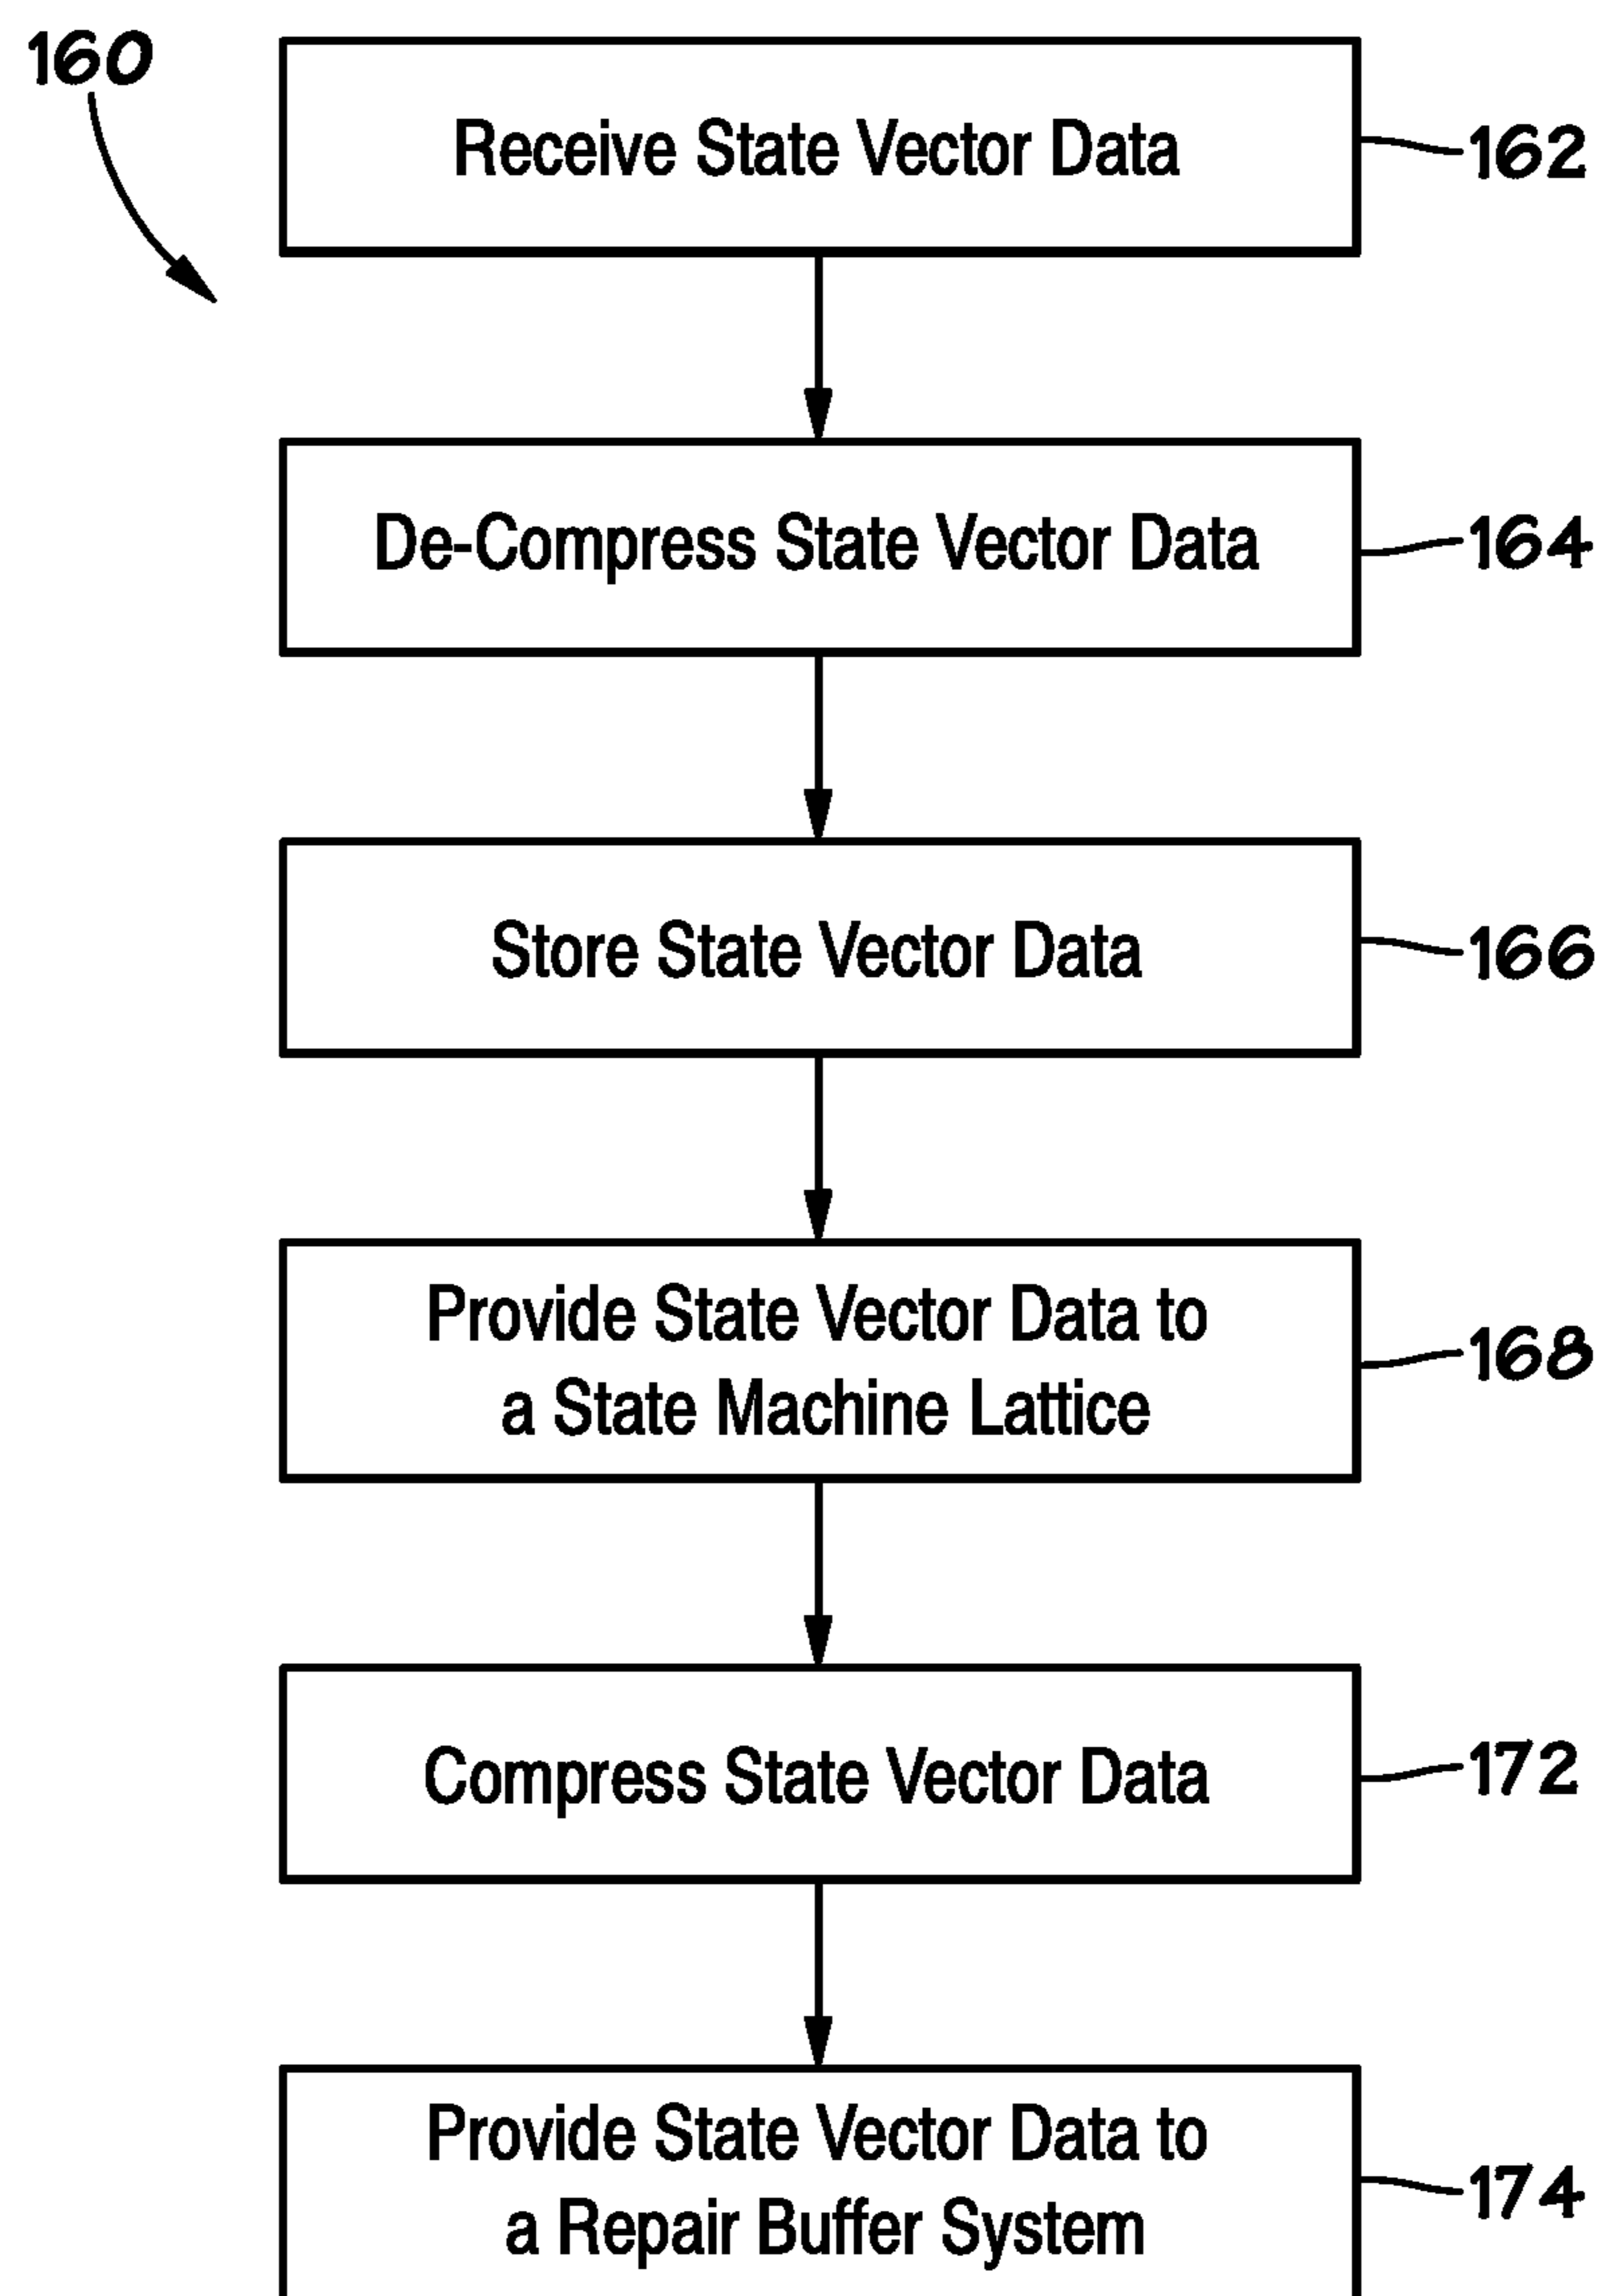 160
Receive State Vector Data
162
De-Compress State Vector Data
164
Store State Vector Data
166
Provide State Vector Data to
a State Machine Lattice
168
Compress State Vector Data
172
Provide State Vector Data to
a Repair Buffer System
174